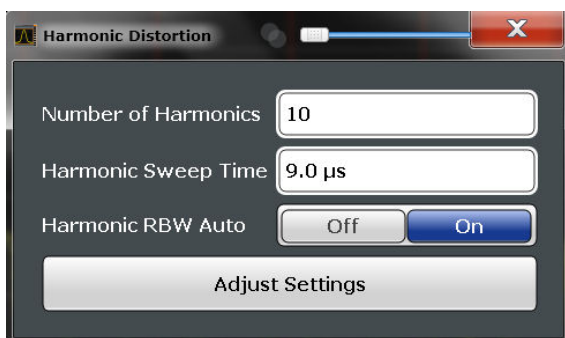 Harmonic Distortion
X
Number of Harmonics 10
Harmonic Sweep Time 9.0 µs
Harmonic RBW Auto Off On
Adjust Settings